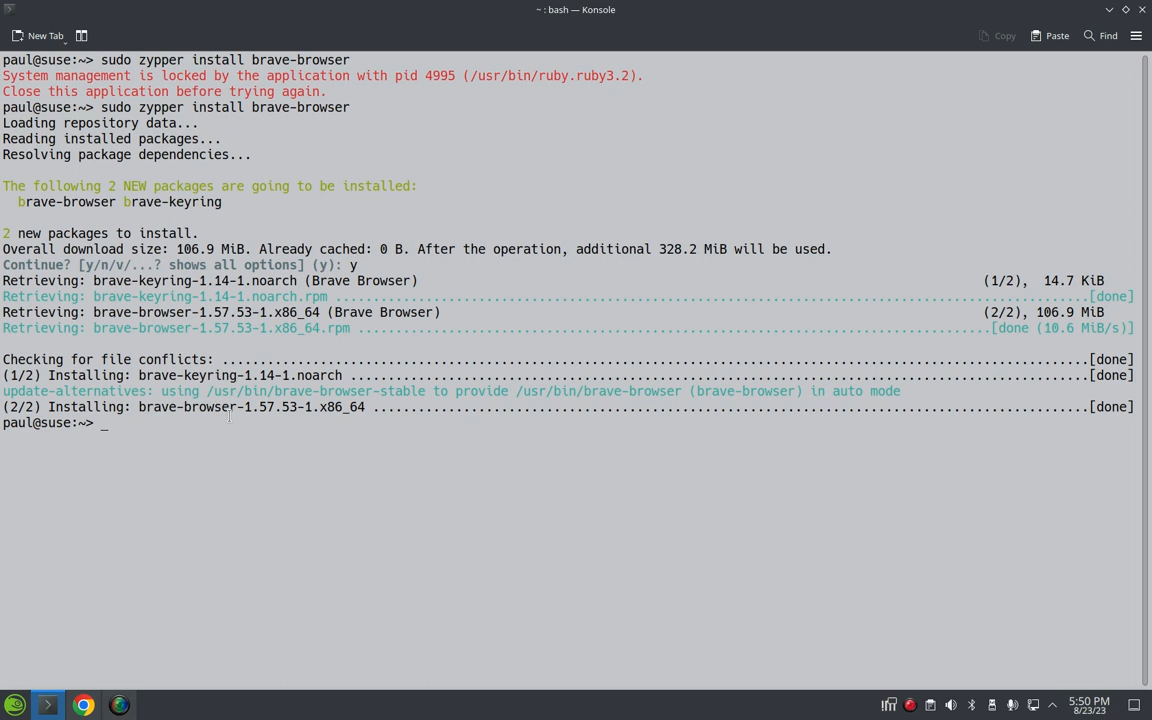 ~ : bash — Konsole
New Tab
Copy Paste Find
paul@suse:~> sudo zypper install brave-browser
System management is locked by the application with pid 4995 (/usr/bin/ruby.ruby3.2).
Close this application before trying again.
paul@suse:~> sudo zypper install brave-browser
Loading repository data...
Reading installed packages...
Resolving package dependencies...
The following 2 NEW packages are going to be installed:
brave-browser brave-keyring
2 new packages to install.
Overall download size: 106.9 MiB. Already cached: 0 B. After the operation, additional 328.2 MiB will be used.
Continue? [y/n/v/...? shows all options] (y): y
Retrieving: brave-keyring-1.14-1.noarch (Brave Browser) (1/2), 14.7 KiB
Retrieving: brave-keyring-1.14-1.noarch.rpm ....................................................................................................[done]
Retrieving: brave-browser-1.57.53-1.x86_64 (Brave Browser) (2/2), 106.9 MiB
Retrieving: brave-browser-1.57.53-1.x86_64.rpm ...................................................................................[done (10.6 MiB/s)]
Checking for file conflicts: ...................................................................................................................[done]
(1/2) Installing: brave-keyring-1.14-1.noarch ..................................................................................................[done]
update-alternatives: using /usr/bin/brave-browser-stable to provide /usr/bin/brave-browser (brave-browser) in auto mode
(2/2) Installing: brave-browser-1.57.53-1.x86_64 ...............................................................................................[done]
paul@suse:~> _
5:50 PM
8/23/23